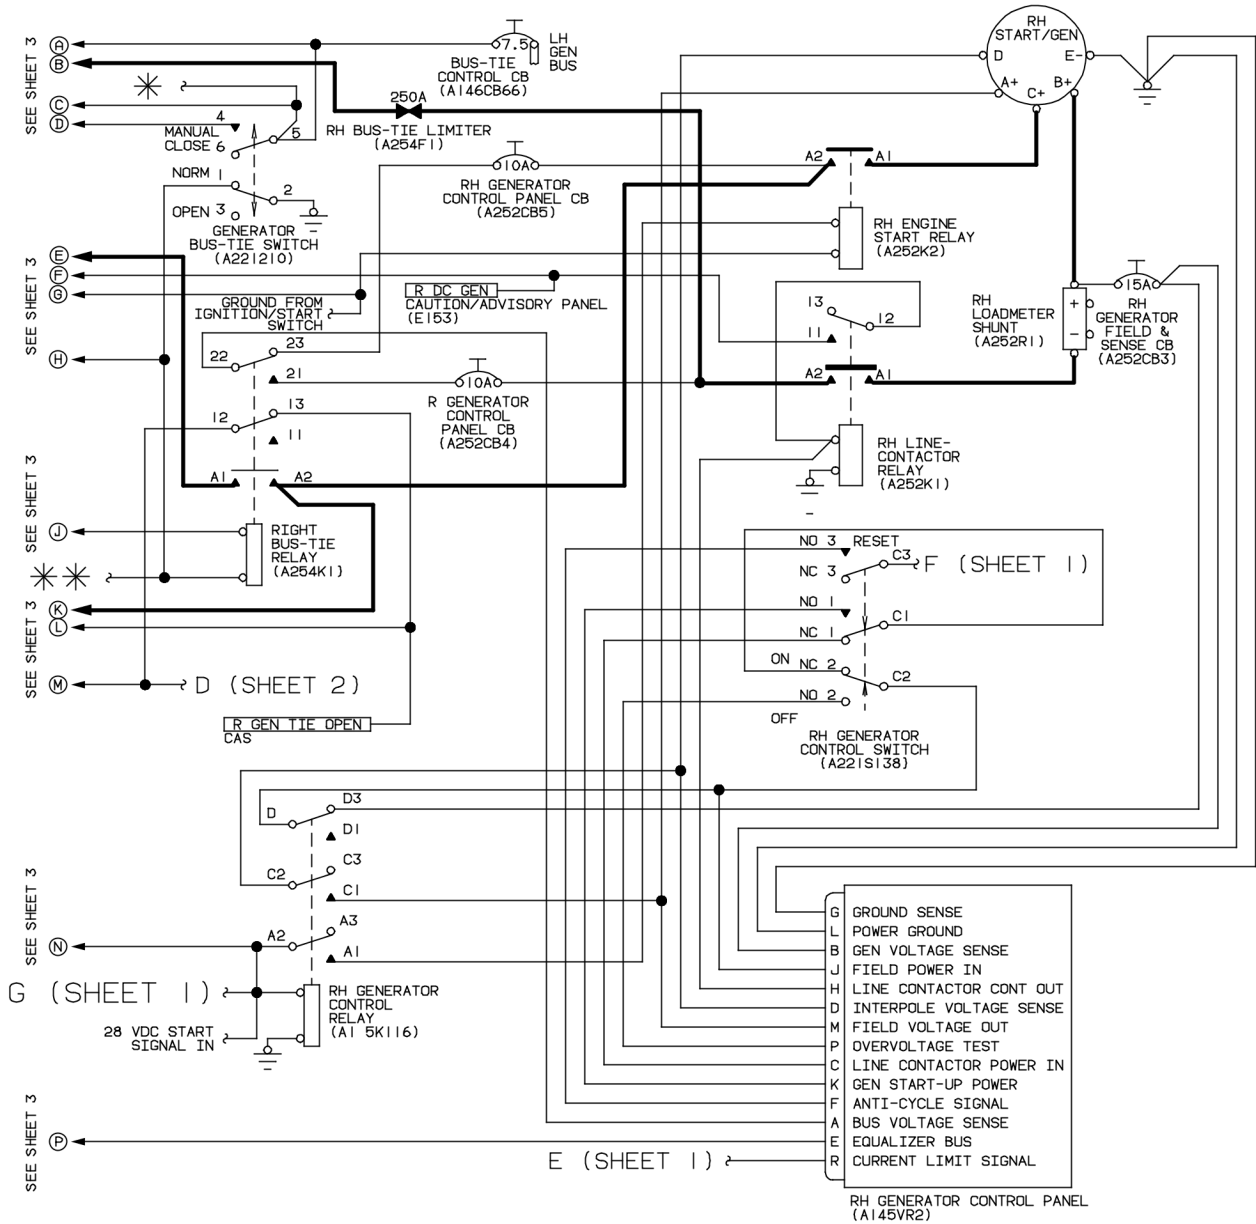 SEE SHEET 3
A
B
C
D
7.5
LH
GEN
BUS
BUS-TIE
CONTROL CB
(A146CB66)
250A
RH BUS-TIE LIMITER
(A254F1)
RH
START/GEN
D
E-
A+
B+
C+
4
MANUAL
CLOSE 6
5
NORM 1
2
OPEN 3
GENERATOR
BUS-TIE SWITCH
(A221210)
10A
RH GENERATOR
CONTROL PANEL CB
(A252CB5)
A2
A1
RH ENGINE
START RELAY
(A252K2)
SEE SHEET 3
E
F
G
H
GROUND FROM
IGNITION/START
SWITCH
R DC GEN
CAUTION/ADVISORY PANEL
(E153)
13
12
11
RH
LOADMETER
SHUNT
(A252R1)
+
-
15A
RH
GENERATOR
FIELD &
SENSE CB
(A252CB3)
22
23
21
10A
R GENERATOR
CONTROL
PANEL CB
(A252CB4)
12
13
11
A2
A1
RH LINE-
CONTACTOR
RELAY
(A252K1)
A1
A2
SEE SHEET 3
J
RIGHT
BUS-TIE
RELAY
(A254K1)
NO 3
RESET
NC 3
C3
F (SHEET 1)
NO 1
NC 1
C1
ON
NC 2
C2
NO 2
OFF
RH GENERATOR
CONTROL SWITCH
(A221S138)
SEE SHEET 3
K
L
M
D (SHEET 2)
R GEN TIE OPEN
CAS
D
D3
D1
C2
C3
C1
A2
A3
A1
SEE SHEET 3
N
G (SHEET 1)
28 VDC START
SIGNAL IN
RH GENERATOR
CONTROL
RELAY
(A1 5K116)
G GROUND SENSE
L POWER GROUND
B GEN VOLTAGE SENSE
J FIELD POWER IN
H LINE CONTACTOR CONT OUT
D INTERPOLE VOLTAGE SENSE
M FIELD VOLTAGE OUT
P OVERVOLTAGE TEST
C LINE CONTACTOR POWER IN
K GEN START-UP POWER
F ANTI-CYCLE SIGNAL
A BUS VOLTAGE SENSE
E EQUALIZER BUS
R CURRENT LIMIT SIGNAL
SEE SHEET 3
P
E (SHEET 1)
RH GENERATOR CONTROL PANEL
(A145VR2)